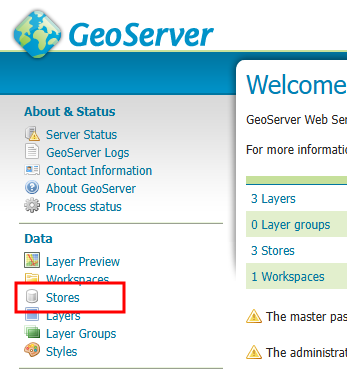 GeoServer
Welcome
About & Status
Server Status
GeoServer Logs
Contact Information
About GeoServer
Process status
Data
Layer Preview
Workspaces
Stores
Layers
Layer Groups
Styles
GeoServer Web Ser
For more informatio
3 Layers
0 Layer groups
3 Stores
1 Workspaces
The master pas
The administrat